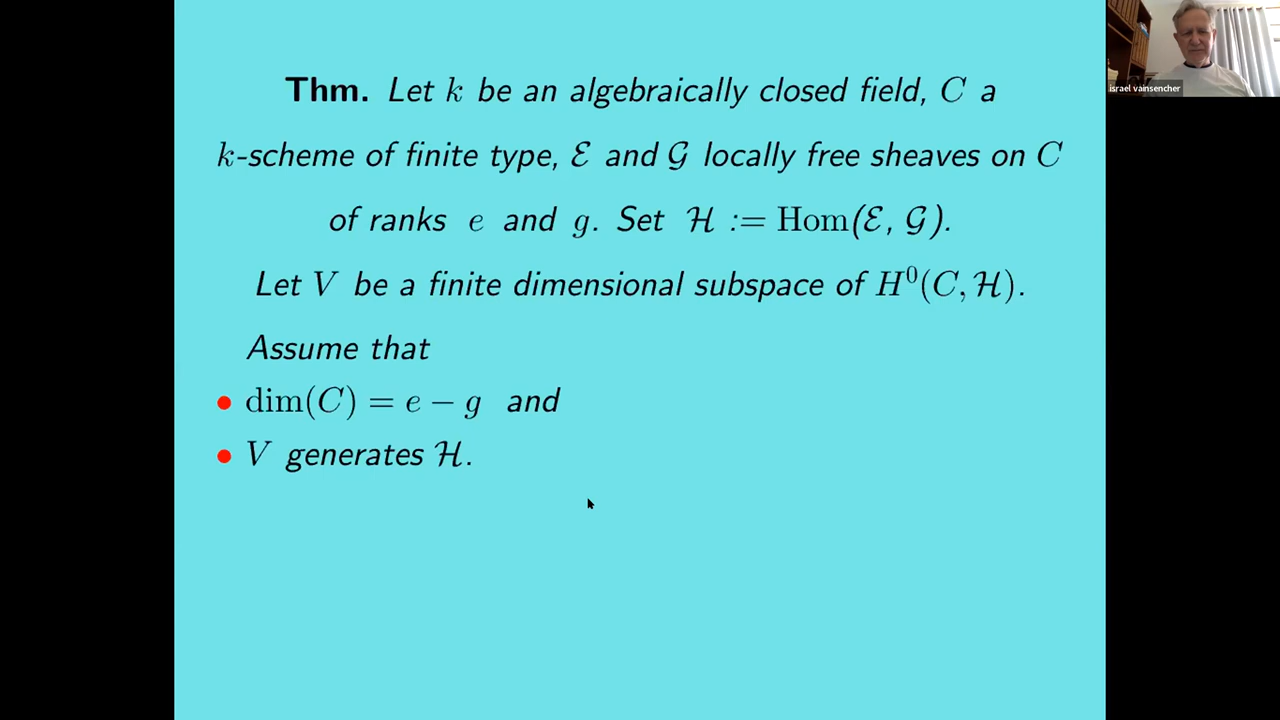 Thm. Let k be an algebraically closed field, C a
k-scheme of finite type, ℰ and 𝒢 locally free sheaves on C
of ranks e and g. Set ℋ := Hom(ℰ, 𝒢).
Let V be a finite dimensional subspace of H⁰(C, ℋ).
Assume that
• dim(C) = e − g and
• V generates ℋ.
israel vainsencher